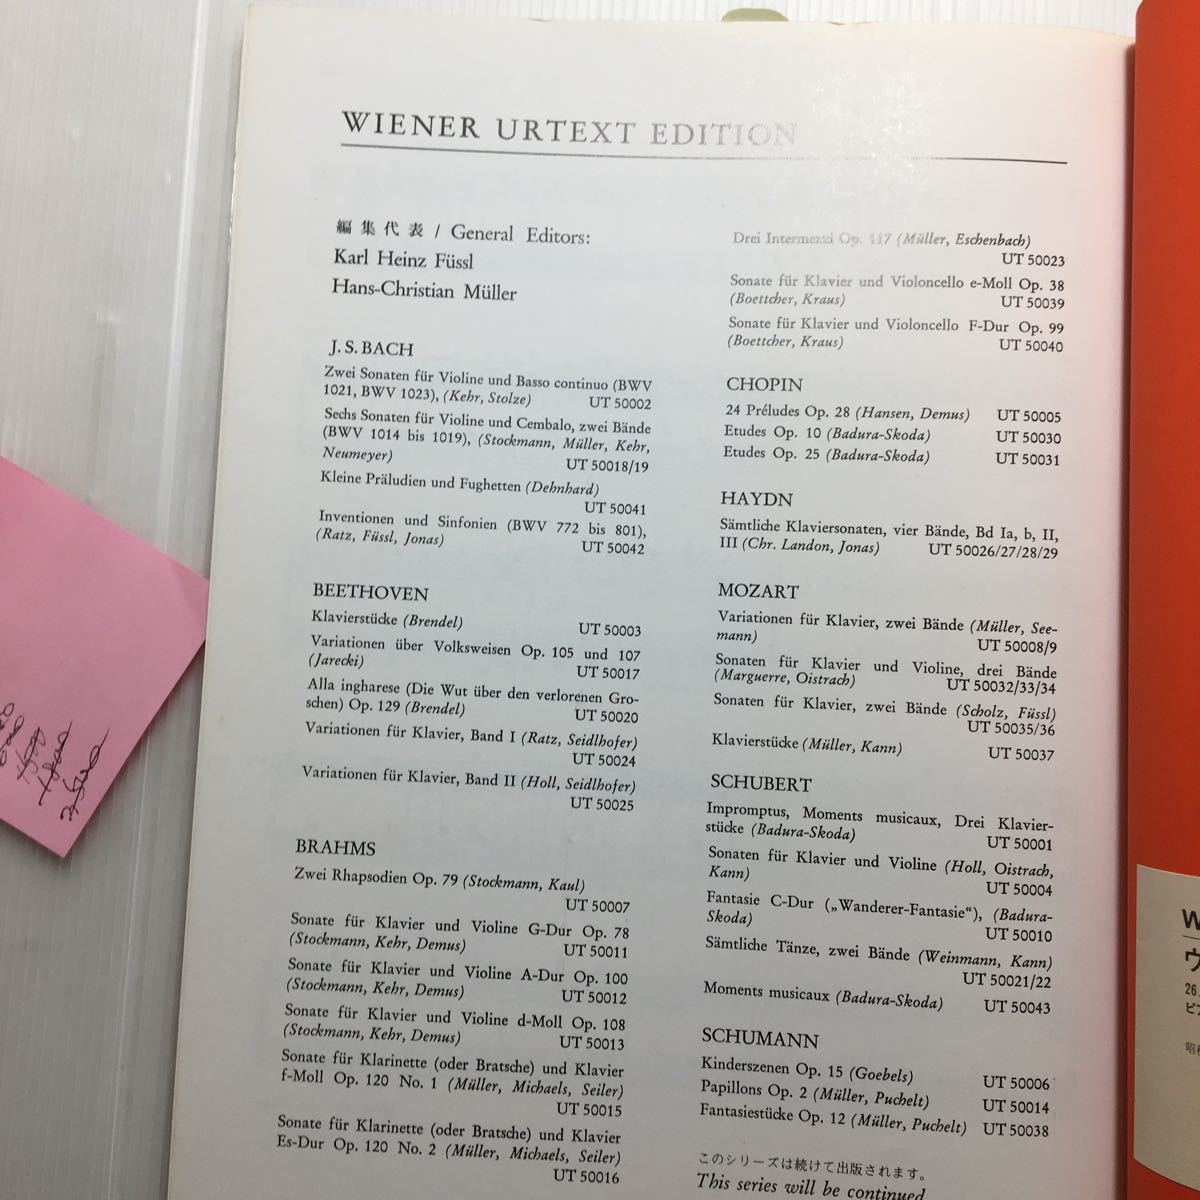 WIENER URTEXT EDITION
編集代表 / General Editors:
Karl Heinz Füssl
Hans-Christian Müller
J. S. BACH
Zwei Sonaten für Violine und Basso continuo (BWV
1021, BWV 1023), (Kehr, Stolze) UT 50002
Sechs Sonaten für Violine und Cembalo, zwei Bände
(BWV 1014 bis 1019), (Stockmann, Müller, Kehr,
Neumeyer) UT 50018/19
Kleine Präludien und Fughetten (Dehnhard)
UT 50041
Inventionen und Sinfonien (BWV 772 bis 801),
(Ratz, Füssl, Jonas) UT 50042
BEETHOVEN
Klavierstücke (Brendel) UT 50003
Variationen über Volksweisen Op. 105 und 107
(Jarecki) UT 50017
Alla ingharese (Die Wut über den verlorenen Gro-
schen) Op. 129 (Brendel) UT 50020
Variationen für Klavier, Band I (Ratz, Seidlhofer)
UT 50024
Variationen für Klavier, Band II (Holl, Seidlhofer)
UT 50025
BRAHMS
Zwei Rhapsodien Op. 79 (Stockmann, Kaul)
UT 50007
Sonate für Klavier und Violine G-Dur Op. 78
(Stockmann, Kehr, Demus) UT 50011
Sonate für Klavier und Violine A-Dur Op. 100
(Stockmann, Kehr, Demus) UT 50012
Sonate für Klavier und Violine d-Moll Op. 108
(Stockmann, Kehr, Demus) UT 50013
Sonate für Klarinette (oder Bratsche) und Klavier
f-Moll Op. 120 No. 1 (Müller, Michaels, Seiler)
UT 50015
Sonate für Klarinette (oder Bratsche) und Klavier
Es-Dur Op. 120 No. 2 (Müller, Michaels, Seiler)
UT 50016
Drei Intermezzi Op. 117 (Müller, Eschenbach)
UT 50023
Sonate für Klavier und Violoncello e-Moll Op. 38
(Boettcher, Kraus) UT 50039
Sonate für Klavier und Violoncello F-Dur Op. 99
(Boettcher, Kraus) UT 50040
CHOPIN
24 Préludes Op. 28 (Hansen, Demus) UT 50005
Etudes Op. 10 (Badura-Skoda) UT 50030
Etudes Op. 25 (Badura-Skoda) UT 50031
HAYDN
Sämtliche Klaviersonaten, vier Bände, Bd Ia, b, II,
III (Chr. Landon, Jonas) UT 50026/27/28/29
MOZART
Variationen für Klavier, zwei Bände (Müller, See-
mann) UT 50008/9
Sonaten für Klavier und Violine, drei Bände
(Marguerre, Oistrach) UT 50032/33/34
Sonaten für Klavier, zwei Bände (Scholz, Füssl)
UT 50035/36
Klavierstücke (Müller, Kann) UT 50037
SCHUBERT
Impromptus, Moments musicaux, Drei Klavier-
stücke (Badura-Skoda) UT 50001
Sonaten für Klavier und Violine (Holl, Oistrach,
Kann) UT 50004
Fantasie C-Dur („Wanderer-Fantasie“), (Badura-
Skoda) UT 50010
Sämtliche Tänze, zwei Bände (Weinmann, Kann)
UT 50021/22
Moments musicaux (Badura-Skoda) UT 50043
SCHUMANN
Kinderszenen Op. 15 (Goebels) UT 50006
Papillons Op. 2 (Müller, Puchelt) UT 50014
Fantasiestücke Op. 12 (Müller, Puchelt) UT 50038
このシリーズは続けて出版されます。
This series will be continued
W
ウ
26
ピア
昭和